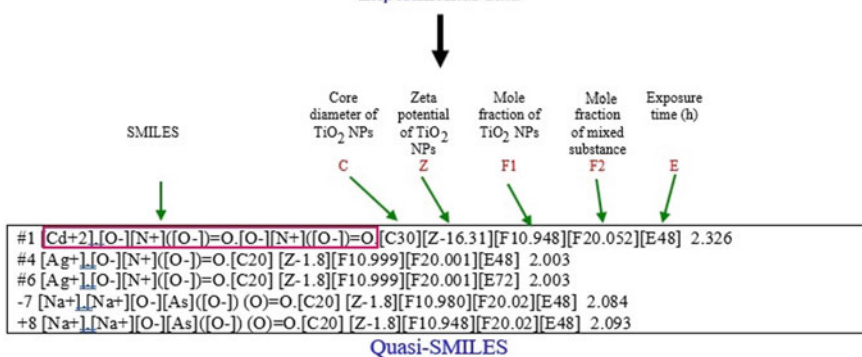 SMILES
Core
diameter of
TiO2 NPs
C
Zeta
potential
of TiO2
NPs
Z
Mole
fraction of
TiO2 NPs
F1
Mole
fraction
of mixed
substance
F2
Exposure
time (h)
E
#1 [Cd+2].[O-][N+]([O-])=O.[O-][N+]([O-])=O.[C30][Z-16.31][F10.948][F20.052][E48] 2.326
#4 [Ag+].[O-][N+]([O-])=O.[C20] [Z-1.8][F10.999][F20.001][E48] 2.003
#6 [Ag+].[O-][N+]([O-])=O.[C20] [Z-1.8][F10.999][F20.001][E72] 2.003
-7 [Na+].[Na+][O-][As]([O-]) (O)=O.[C20] [Z-1.8][F10.980][F20.02][E48] 2.084
+8 [Na+].[Na+][O-][As]([O-]) (O)=O.[C20] [Z-1.8][F10.948][F20.02][E48] 2.093
Quasi-SMILES